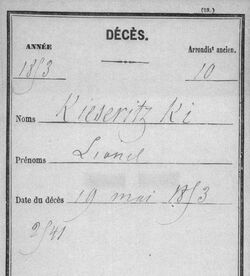 (18.)
DÉCÈS.
ANNÉE Arrondist ancien.
1853 10
Noms Kieseritz Ki
Prénoms Lionel
Date du décès 19 mai 1853
2/41